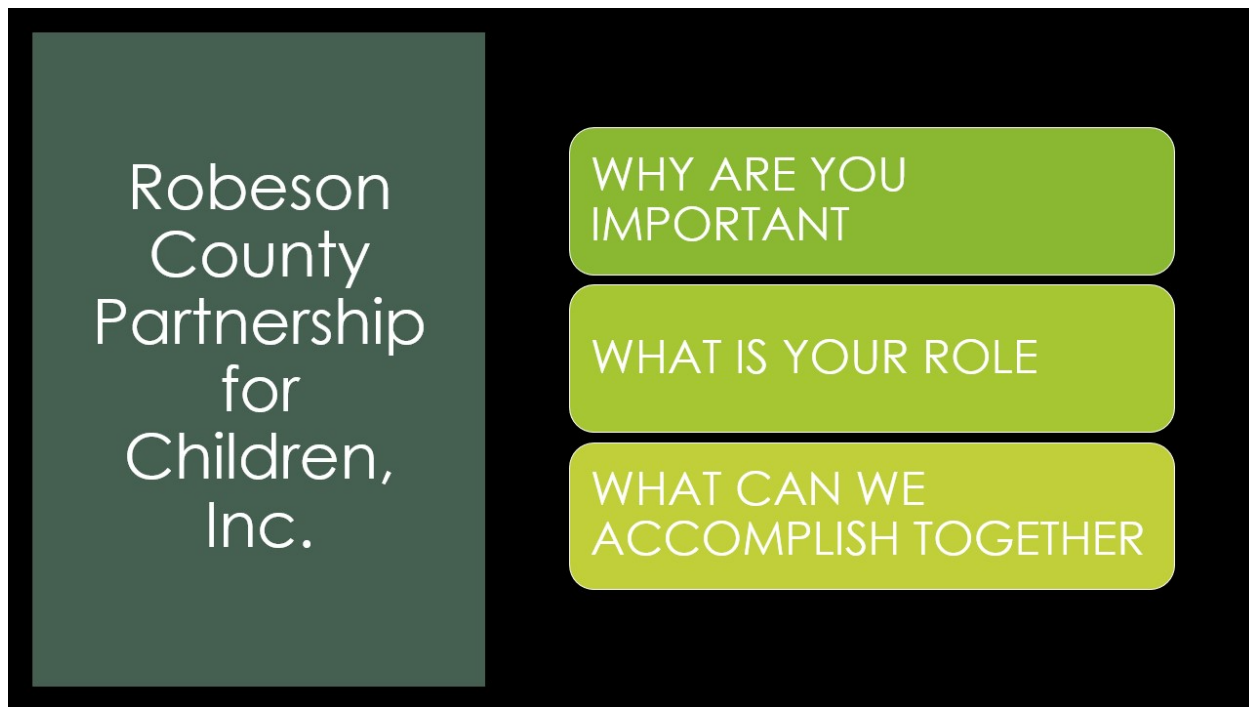 Robeson
County
Partnership
for
Children,
Inc.
WHY ARE YOU
IMPORTANT
WHAT IS YOUR ROLE
WHAT CAN WE
ACCOMPLISH TOGETHER